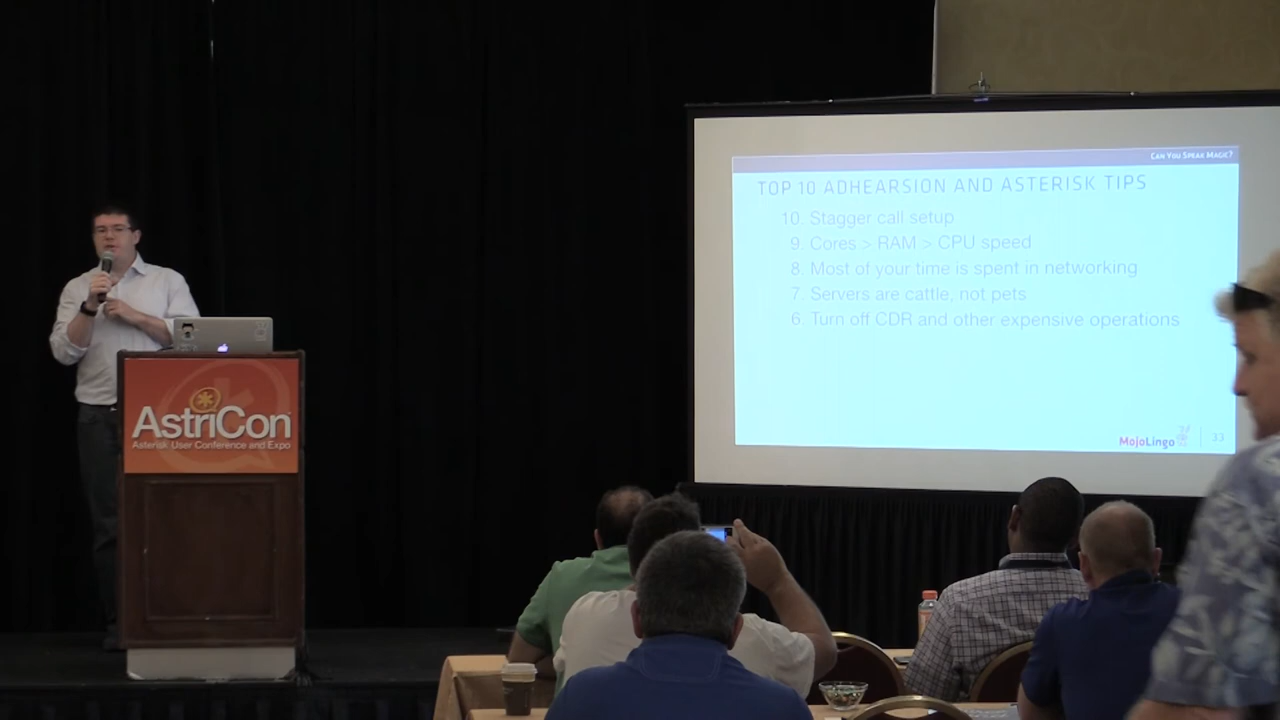 CAN YOU SPEAK MAGIC?
TOP 10 ADHEARSION AND ASTERISK TIPS
10. Stagger call setup
9. Cores > RAM > CPU speed
8. Most of your time is spent in networking
7. Servers are cattle, not pets
6. Turn off CDR and other expensive operations
MojoLingo
33
AstriCon
Asterisk User Conference and Expo